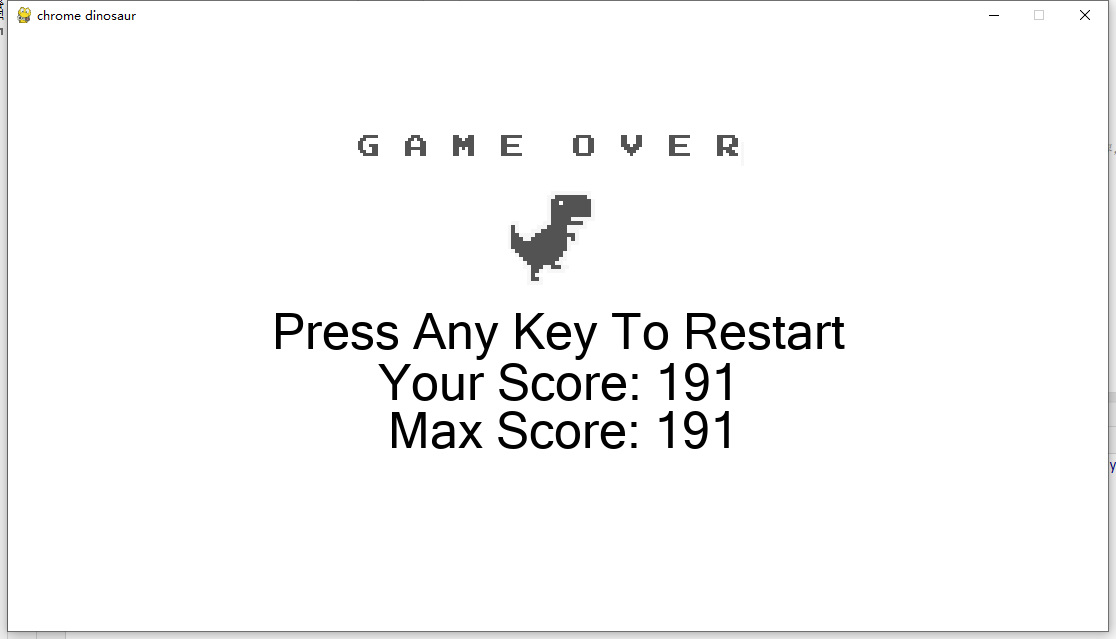 chrome dinosaur
GAME OVER
Press Any Key To Restart
Your Score: 191
Max Score: 191